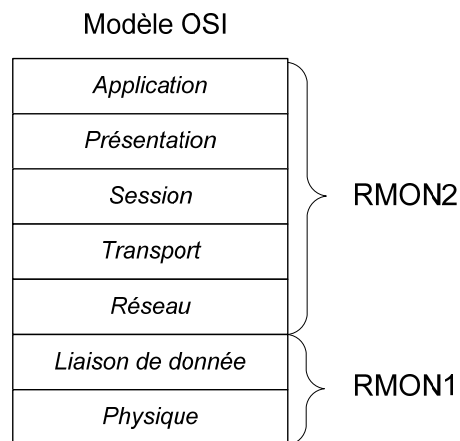 Modèle OSI
Application
Présentation
Session
Transport
Réseau
Liaison de donnée
Physique
RMON2
RMON1